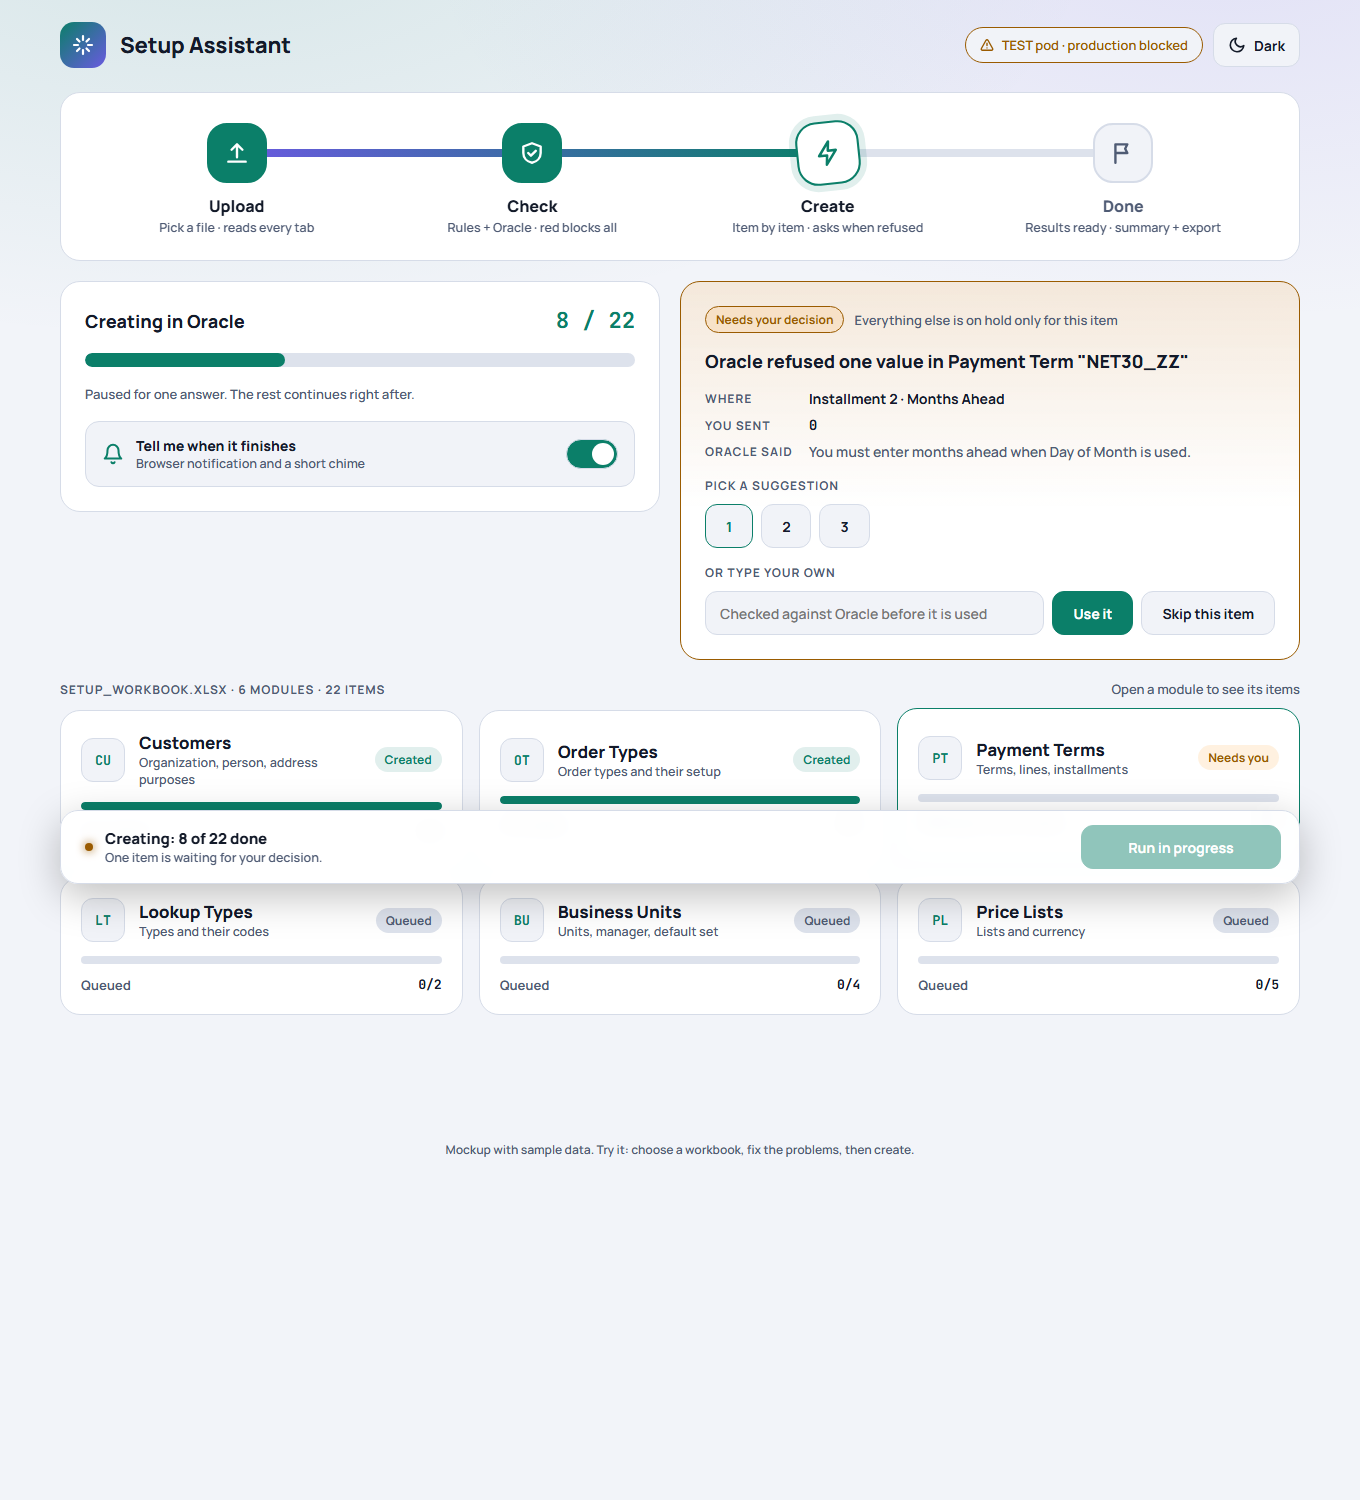 Setup Assistant
TEST pod · production blocked
Dark
Upload
Pick a file · reads every tab
Check
Rules + Oracle · red blocks all
Create
Item by item · asks when refused
Done
Results ready · summary + export
Creating in Oracle
8 / 22
Paused for one answer. The rest continues right after.
Tell me when it finishes
Browser notification and a short chime
Needs your decision
Everything else is on hold only for this item
Oracle refused one value in Payment Term "NET30_ZZ"
WHERE
Installment 2 · Months Ahead
YOU SENT
0
ORACLE SAID
You must enter months ahead when Day of Month is used.
PICK A SUGGESTION
1
2
3
OR TYPE YOUR OWN
Checked against Oracle before it is used
Use it
Skip this item
SETUP_WORKBOOK.XLSX · 6 MODULES · 22 ITEMS
Open a module to see its items
CU
Customers
Organization, person, address
purposes
Created
OT
Order Types
Order types and their setup
Created
PT
Payment Terms
Terms, lines, installments
Needs you
Creating: 8 of 22 done
One item is waiting for your decision.
Run in progress
LT
Lookup Types
Types and their codes
Queued
Queued
0/2
BU
Business Units
Units, manager, default set
Queued
Queued
0/4
PL
Price Lists
Lists and currency
Queued
Queued
0/5
Mockup with sample data. Try it: choose a workbook, fix the problems, then create.